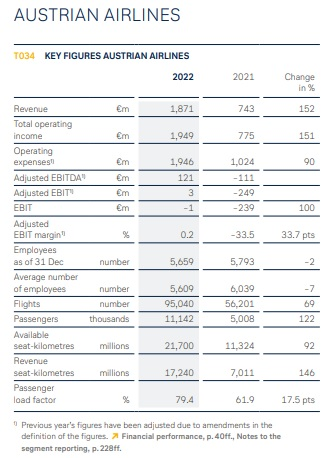 AUSTRIAN AIRLINES
T034 KEY FIGURES AUSTRIAN AIRLINES
2022 2021 Change
in %
Revenue €m 1,871 743 152
Total operating
income €m 1,949 775 151
Operating
expenses¹⁾ €m 1,946 1,024 90
Adjusted EBITDA¹⁾ €m 121 –111
Adjusted EBIT¹⁾ €m 3 –249
EBIT €m –1 –239 100
Adjusted
EBIT margin¹⁾ % 0.2 –33.5 33.7 pts
Employees
as of 31 Dec number 5,659 5,793 –2
Average number
of employees number 5,609 6,039 –7
Flights number 95,040 56,201 69
Passengers thousands 11,142 5,008 122
Available
seat-kilometres millions 21,700 11,324 92
Revenue
seat-kilometres millions 17,240 7,011 146
Passenger
load factor % 79.4 61.9 17.5 pts
¹⁾ Previous year's figures have been adjusted due to amendments in the
definition of the figures. ↗ Financial performance, p. 40ff., Notes to the
segment reporting, p. 228ff.